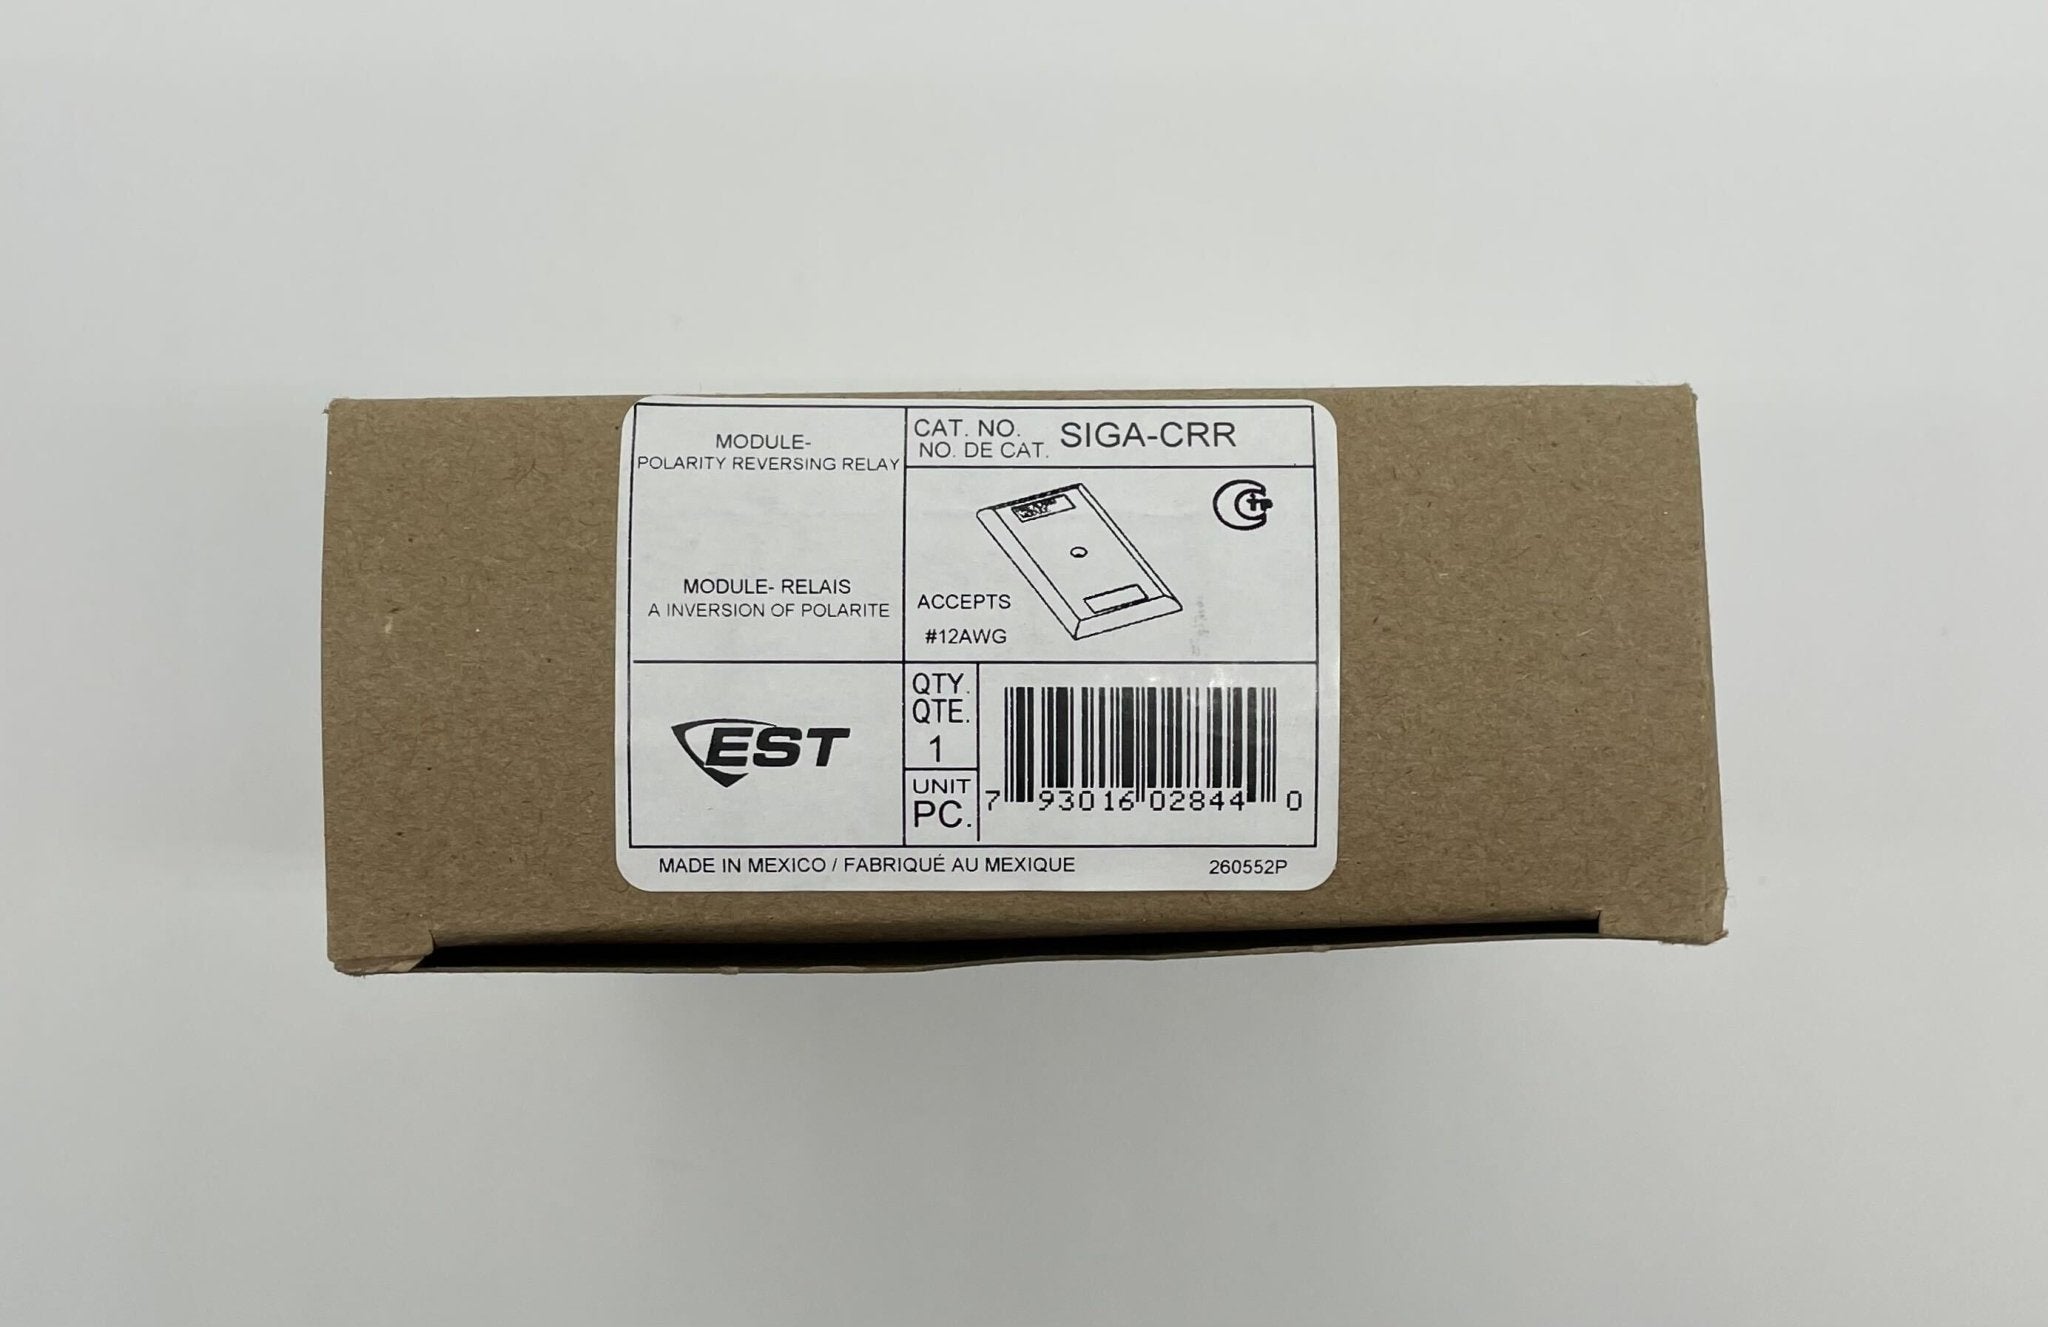 MODULE-
POLARITY REVERSING RELAY
MODULE- RELAIS
A INVERSION OF POLARITE
CAT. NO.
NO. DE CAT.
SIGA-CRR
ACCEPTS
#12AWG
EST
QTY.
QTE.
1
UNIT
PC.
7 93016 02844 0
MADE IN MEXICO / FABRIQUÉ AU MEXIQUE
260552P